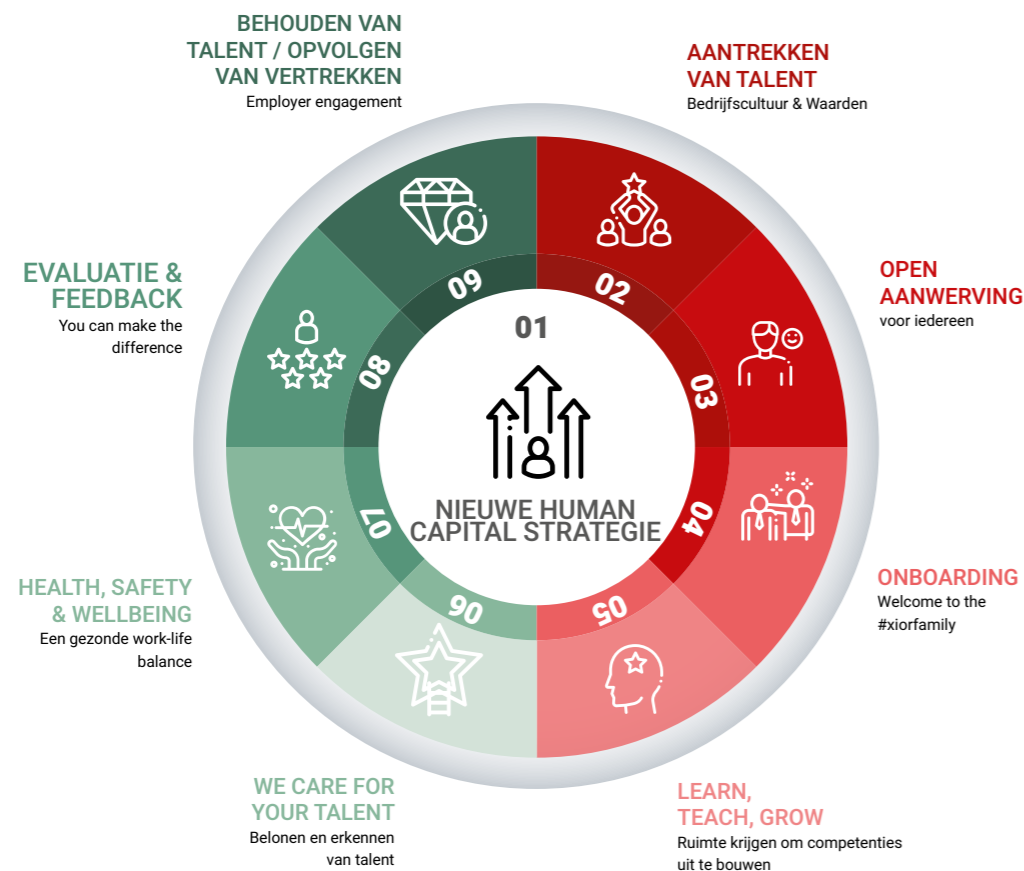 BEHOUDEN VAN
TALENT / OPVOLGEN
VAN VERTREKKEN
Employer engagement
AANTREKKEN
VAN TALENT
Bedrijfscultuur & Waarden
EVALUATIE &
FEEDBACK
You can make the
difference
OPEN
AANWERVING
voor iedereen
09
02
08
03
01
NIEUWE HUMAN
CAPITAL STRATEGIE
07
04
06
05
HEALTH, SAFETY
& WELLBEING
Een gezonde work-life
balance
ONBOARDING
Welcome to the
#xiorfamily
WE CARE FOR
YOUR TALENT
Belonen en erkennen
van talent
LEARN,
TEACH, GROW
Ruimte krijgen om competenties
uit te bouwen